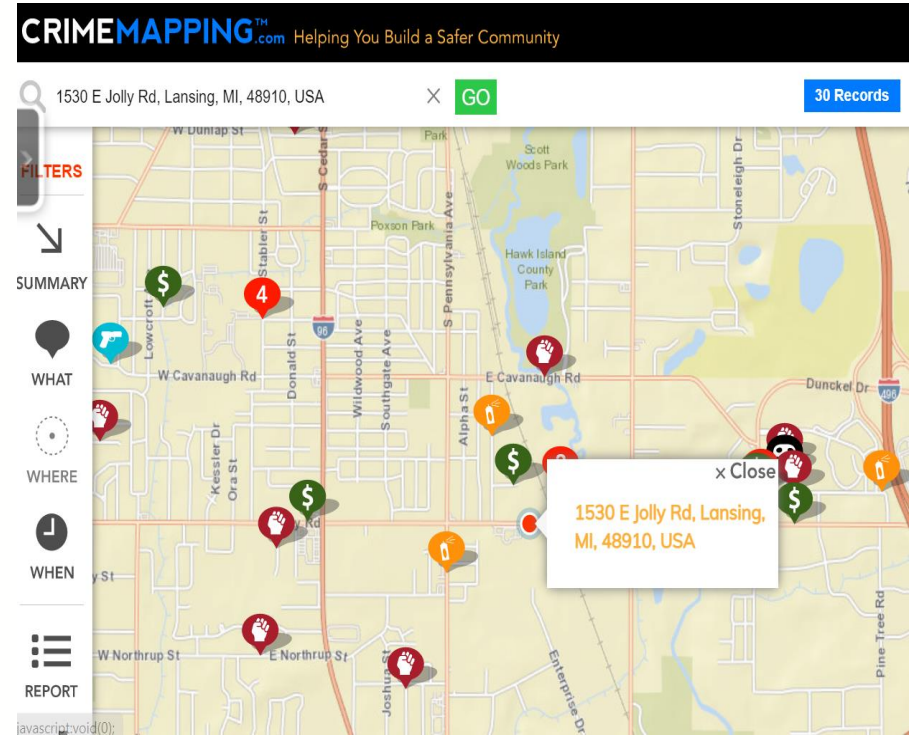 CRIMEMAPPING™.com Helping You Build a Safer Community
1530 E Jolly Rd, Lansing, MI, 48910, USA
X
GO
30 Records
FILTERS
SUMMARY
WHAT
WHERE
WHEN
REPORT
javascript:void(0);
W Dunlap St
S Cedar S
Park
Scott
Woods Park
Stoneleigh Dr
Stabler St
Poxson Park
S Pennsylvania Ave
Hawk Island
County
Park
$
4
Lowcroft
96
Donald St
Wildwood Ave
Southgate Ave
W Cavanaugh Rd
E Cavanaugh Rd
Dunckel Dr
496
Alpha St
Kessler Dr
Ora St
$
$
$
y Rd
x Close
1530 E Jolly Rd, Lansing,
MI, 48910, USA
y St
W Northrup St
E Northrup St
Joshua St
Enterprise Dr
Pine Tree Rd